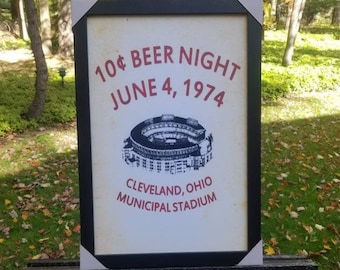 10¢ BEER NIGHT
JUNE 4, 1974
CLEVELAND, OHIO
MUNICIPAL STADIUM